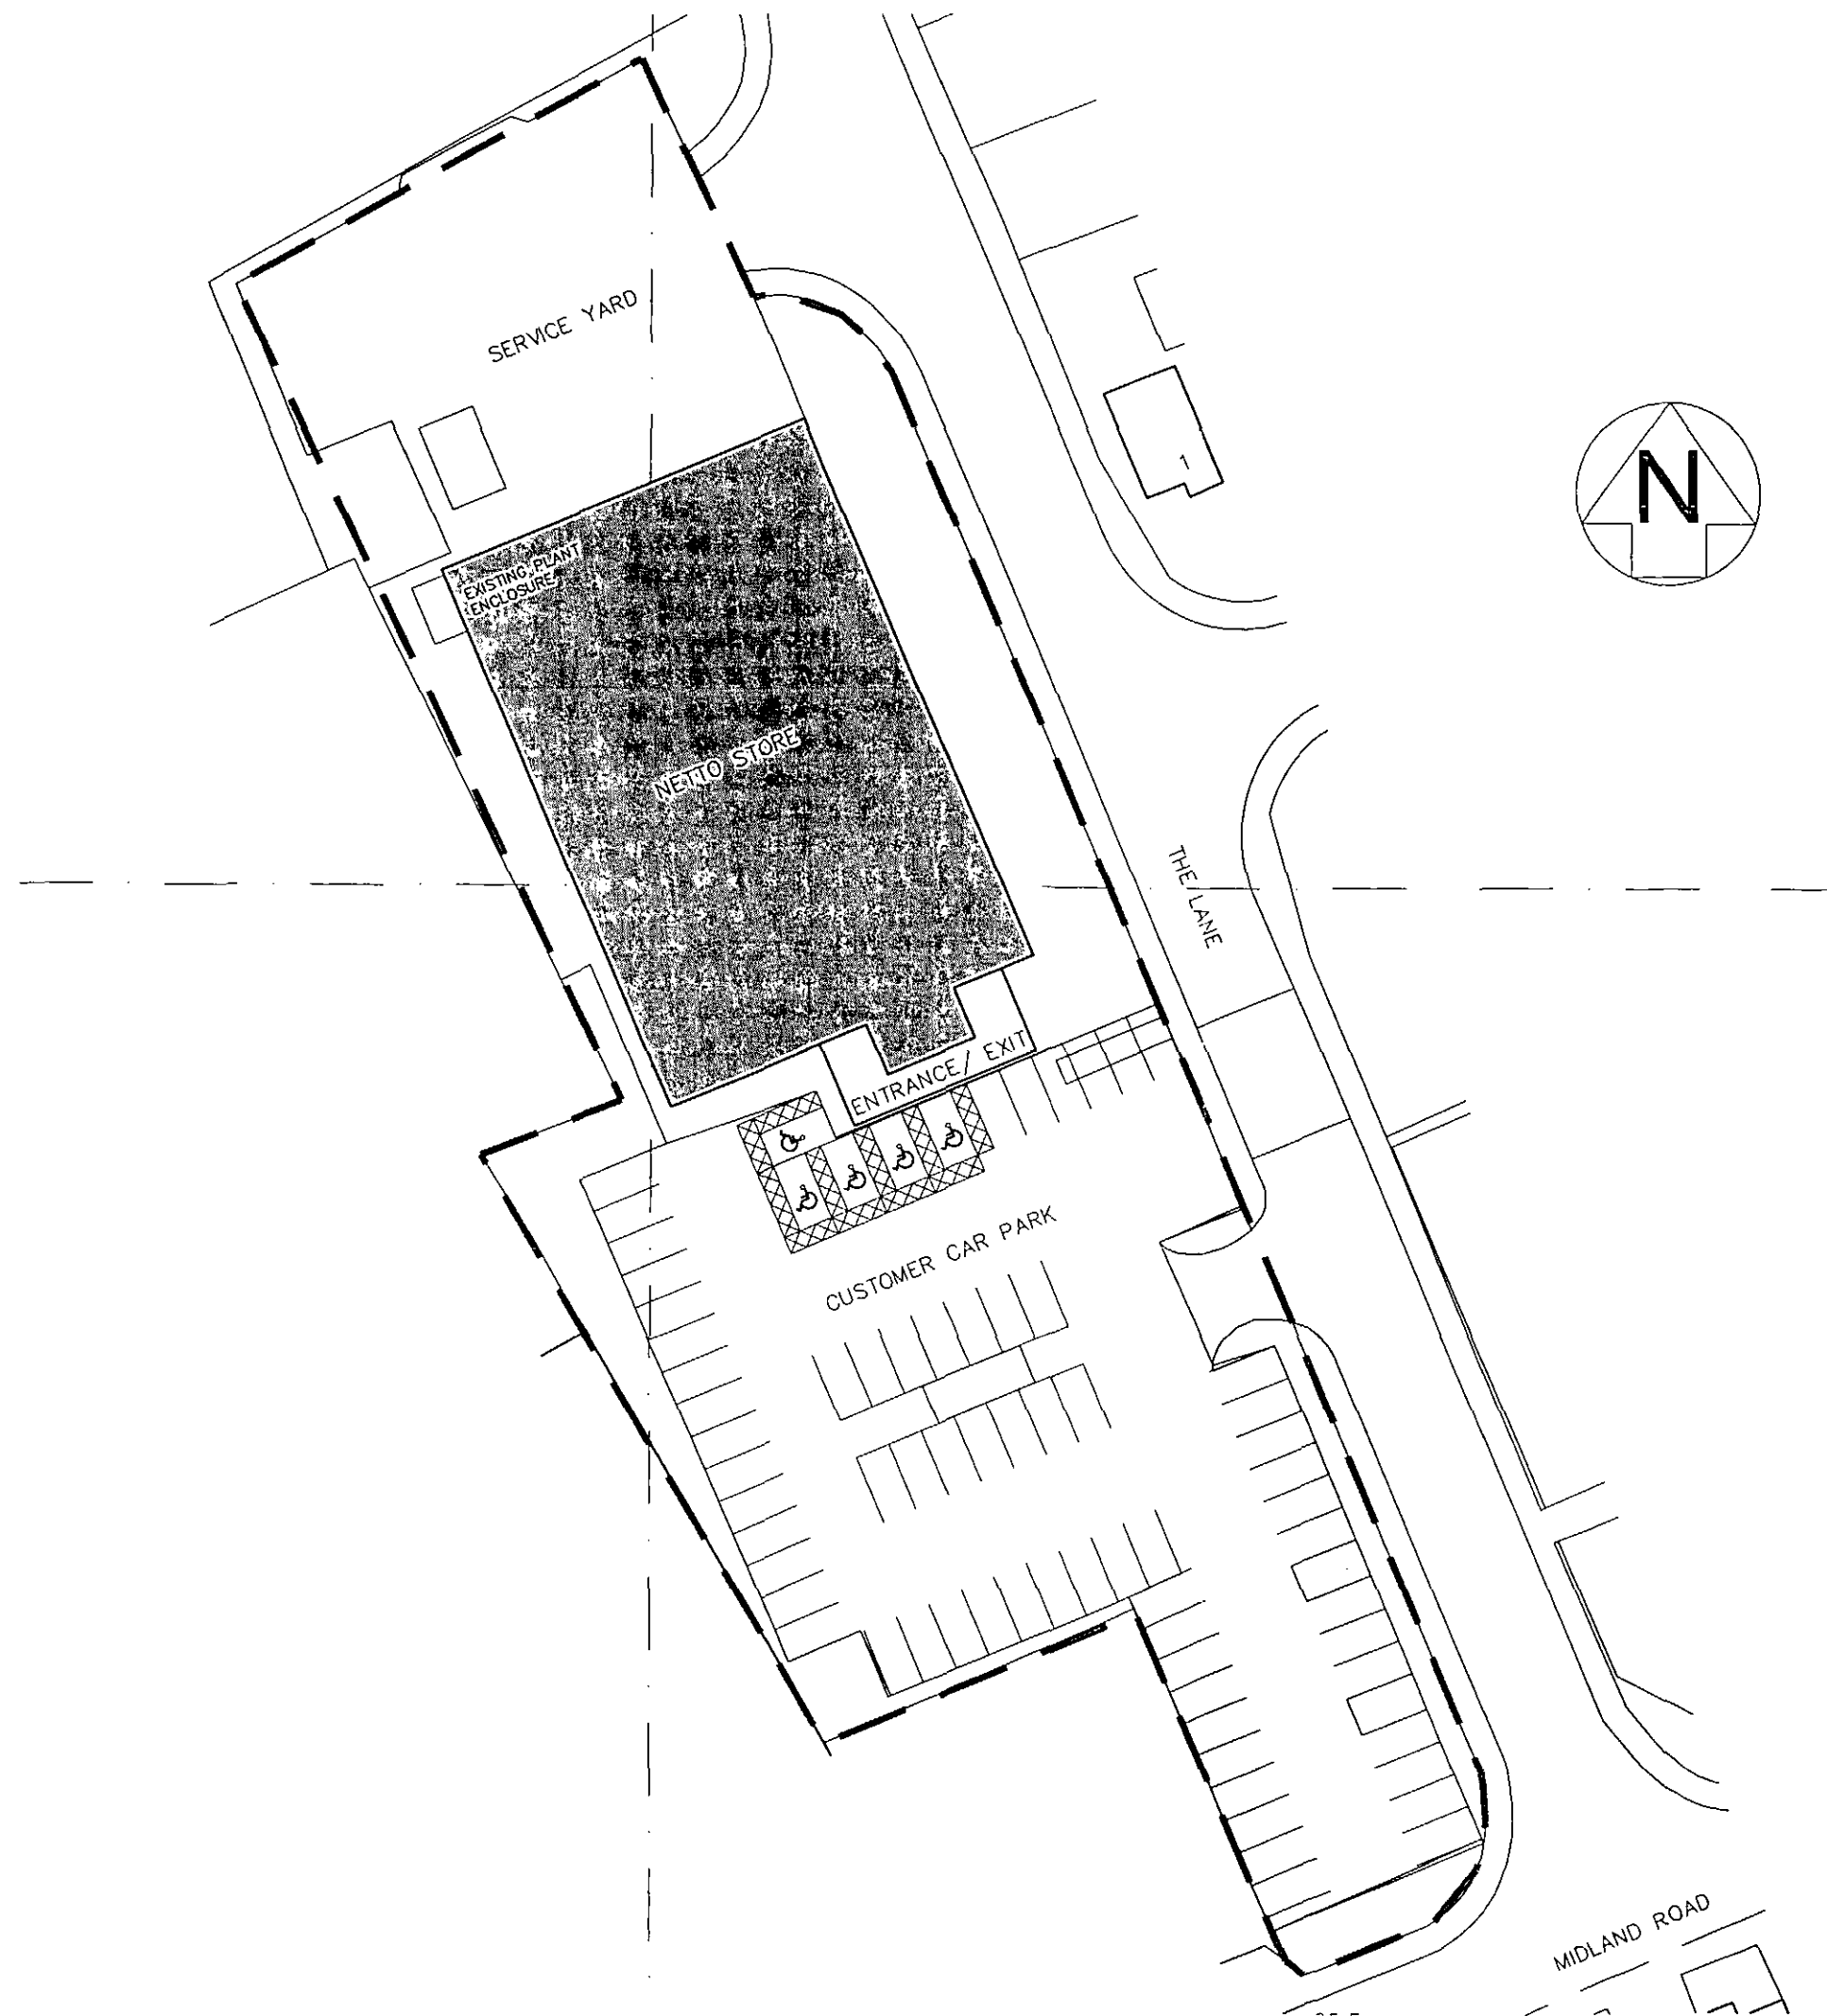 SERVICE YARD
1
N
EXISTING PLANT
ENCLOSURE
NETTO STORE
THE LANE
ENTRANCE/ EXIT
CUSTOMER CAR PARK
MIDLAND ROAD